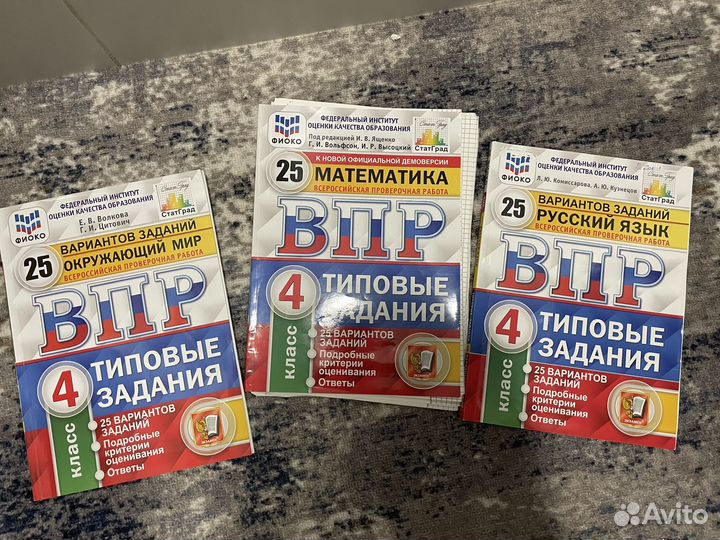 ФИОКО
ФЕДЕРАЛЬНЫЙ ИНСТИТУТ
ОЦЕНКИ КАЧЕСТВА ОБРАЗОВАНИЯ
Е. В. Волкова
Г. И. Цитович
СтатГрад
25
ВАРИАНТОВ ЗАДАНИЙ
ОКРУЖАЮЩИЙ МИР
ВСЕРОССИЙСКАЯ ПРОВЕРОЧНАЯ РАБОТА
ВПР
4
класс
ТИПОВЫЕ
ЗАДАНИЯ
25 ВАРИАНТОВ
ЗАДАНИЙ
Подробные
критерии
оценивания
Ответы
ФИОКО
ФЕДЕРАЛЬНЫЙ ИНСТИТУТ
ОЦЕНКИ КАЧЕСТВА ОБРАЗОВАНИЯ
Под редакцией И. В. Ященко
Г. И. Вольфсон, И. Р. Высоцкий
СтатГрад
25
К НОВОЙ ОФИЦИАЛЬНОЙ ДЕМОВЕРСИИ
МАТЕМАТИКА
ВСЕРОССИЙСКАЯ ПРОВЕРОЧНАЯ РАБОТА
ВПР
4
класс
ТИПОВЫЕ
ЗАДАНИЯ
25 ВАРИАНТОВ
ЗАДАНИЙ
Подробные
критерии
оценивания
Ответы
ФИОКО
ФЕДЕРАЛЬНЫЙ ИНСТИТУТ
ОЦЕНКИ КАЧЕСТВА ОБРАЗОВАНИЯ
Л. Ю. Комиссарова, А. Ю. Кузнецов
СтатГрад
25
ВАРИАНТОВ ЗАДАНИЙ
РУССКИЙ ЯЗЫК
ВСЕРОССИЙСКАЯ ПРОВЕРОЧНАЯ РАБОТА
ВПР
4
класс
ТИПОВЫЕ
ЗАДАНИЯ
25 ВАРИАНТОВ
ЗАДАНИЙ
Подробные
критерии
оценивания
Ответы
ЭКЗАМЕН
Avito